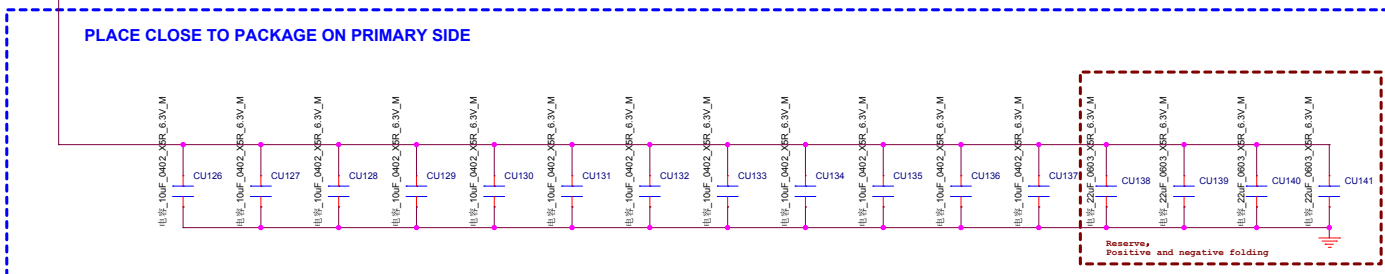 PLACE CLOSE TO PACKAGE ON PRIMARY SIDE
电容_10uF_0402_X5R_6.3V_M
CU126
电容_10uF_0402_X5R_6.3V_M
CU127
电容_10uF_0402_X5R_6.3V_M
CU128
电容_10uF_0402_X5R_6.3V_M
CU129
电容_10uF_0402_X5R_6.3V_M
CU130
电容_10uF_0402_X5R_6.3V_M
CU131
电容_10uF_0402_X5R_6.3V_M
CU132
电容_10uF_0402_X5R_6.3V_M
CU133
电容_10uF_0402_X5R_6.3V_M
CU134
电容_10uF_0402_X5R_6.3V_M
CU135
电容_10uF_0402_X5R_6.3V_M
CU136
电容_10uF_0402_X5R_6.3V_M
CU137
电容_22uF_0603_X5R_6.3V_M
CU138
电容_22uF_0603_X5R_6.3V_M
CU139
电容_22uF_0603_X5R_6.3V_M
CU140
电容_22uF_0603_X5R_6.3V_M
CU141
Reserve,
Positive and negative folding